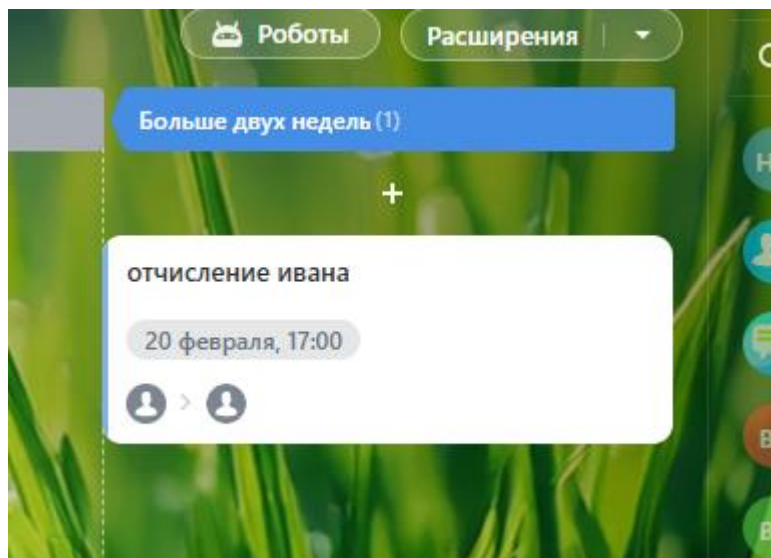 Роботы
Расширения
Больше двух недель (1)
+
отчисление ивана
20 февраля, 17:00
Н
В
В